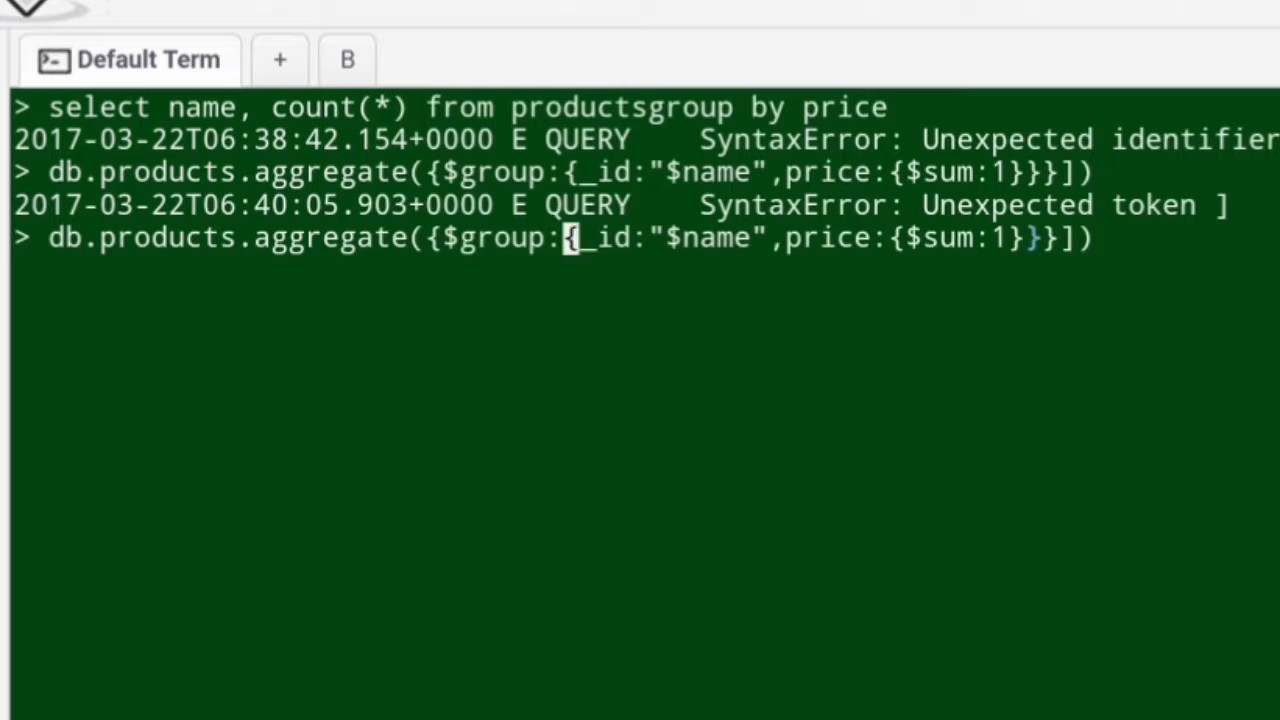 Default Term + B
> select name, count(*) from productsgroup by price
2017-03-22T06:38:42.154+0000 E QUERY    SyntaxError: Unexpected identifier
> db.products.aggregate({$group:{_id:"$name",price:{$sum:1}}}])
2017-03-22T06:40:05.903+0000 E QUERY    SyntaxError: Unexpected token ]
> db.products.aggregate({$group:{_id:"$name",price:{$sum:1}}}])